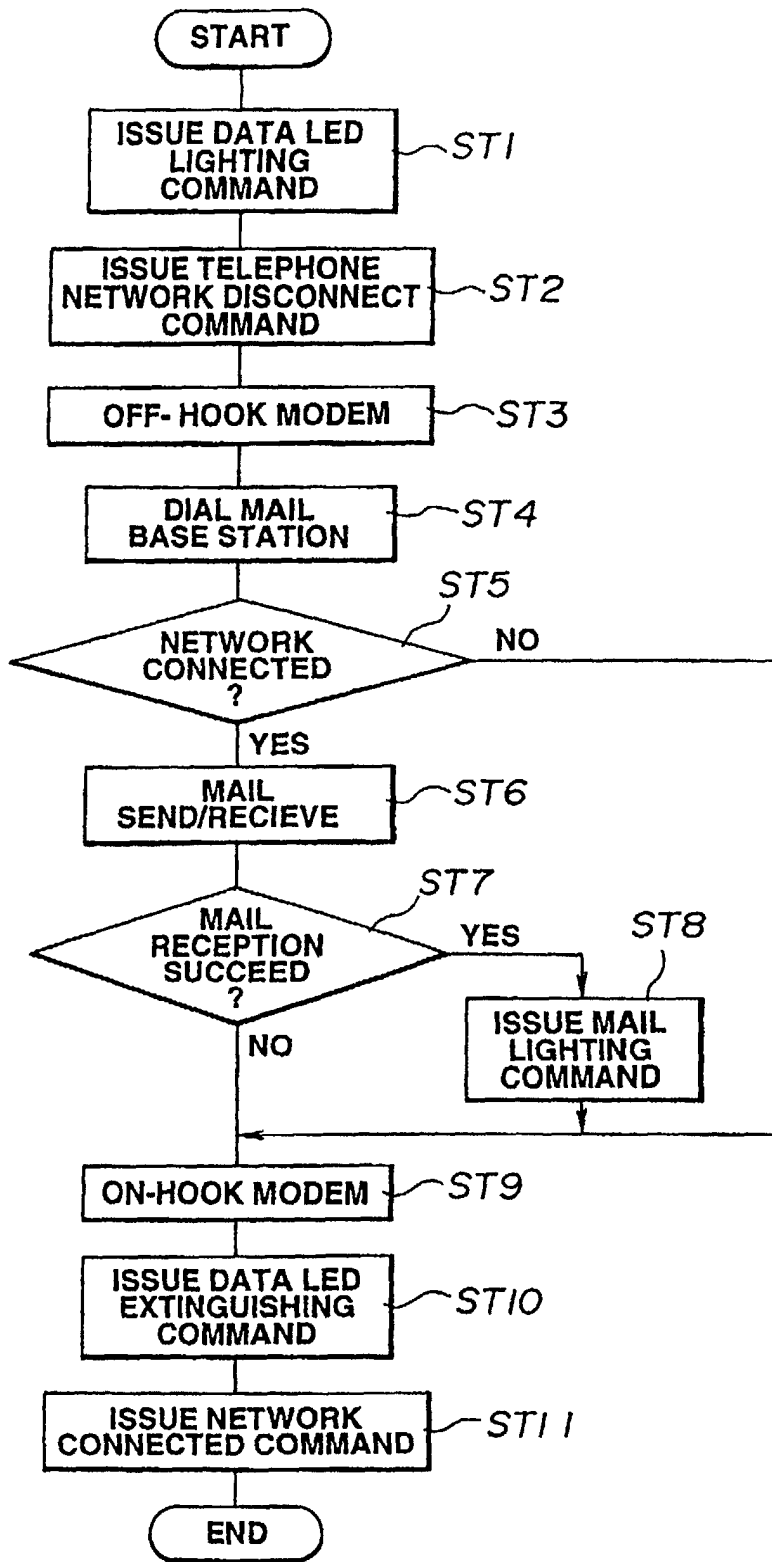 START
ISSUE DATA LED
LIGHTING
COMMAND
ST1
ISSUE TELEPHONE
NETWORK DISCONNECT
COMMAND
ST2
OFF- HOOK MODEM
ST3
DIAL MAIL
BASE STATION
ST4
ST5
NETWORK
CONNECTED
?
NO
YES
MAIL
SEND/RECIEVE
ST6
ST7
MAIL
RECEPTION
SUCCEED
?
YES
ST8
NO
ISSUE MAIL
LIGHTING
COMMAND
ON-HOOK MODEM
ST9
ISSUE DATA LED
EXTINGUISHING
COMMAND
ST10
ISSUE NETWORK
CONNECTED COMMAND
ST11
END